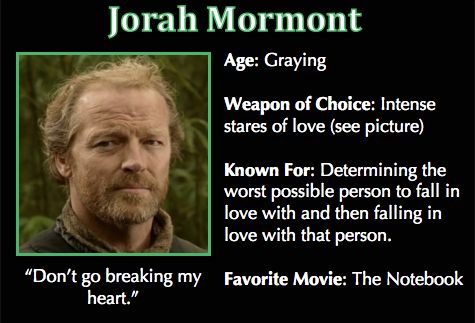 Jorah Mormont
Age: Graying
Weapon of Choice: Intense
stares of love (see picture)
Known For: Determining the
worst possible person to fall in
love with and then falling in
love with that person.
Favorite Movie: The Notebook
“Don’t go breaking my
heart.”